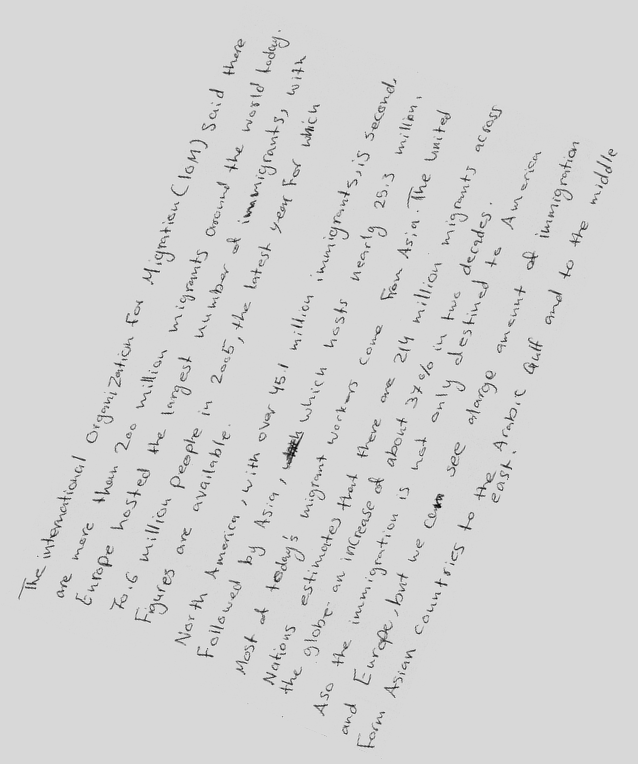 The international Organization for Migration (IOM) Said there
are more than 200 million migrants around the world today.
Europe hosted the largest number of immigrants, with
70.6 million people in 2005, the latest year for which
Figures are available.
North America, with over 45.1 million immigrants, is second,
Followed by Asia, which hosts nearly 25.3 million.
Most of today's migrant workers come from Asia. The United
Nations estimates that there are 214 million migrants across
the globe. an increase of about 37% in two decades.
Aso the immigration is not only destined to America
and Europe, but we can see alarge amount of immigration
Form Asian countries to the Arabic Gulf and to the middle
east.